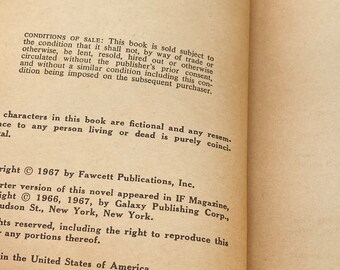 CONDITIONS OF SALE: This book is sold subject to
the condition that it shall not, by way of trade or
otherwise, be lent, resold, hired out or otherwise
circulated without the publisher's prior consent,
and without a similar condition including this con-
dition being imposed on the subsequent purchaser.
characters in this book are fictional and any resem-
nce to any person living or dead is purely coinci-
tal.
right © 1967 by Fawcett Publications, Inc.
rter version of this novel appeared in IF Magazine,
right © 1966, 1967, by Galaxy Publishing Corp.,
udson St., New York, New York.
ghts reserved, including the right to reproduce this
or any portions thereof.
in the United States of America